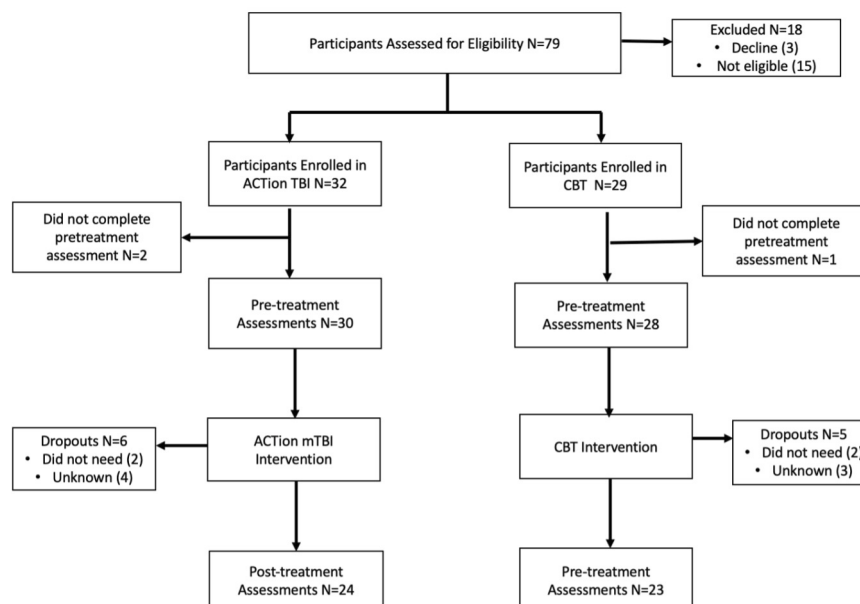 Participants Assessed for Eligibility N=79
Excluded N=18
• Decline (3)
• Not eligible (15)
Participants Enrolled in
ACTion TBI N=32
Participants Enrolled in
CBT N=29
Did not complete
pretreatment
assessment N=2
Did not complete
pretreatment
assessment N=1
Pre-treatment
Assessments N=30
Pre-treatment
Assessments N=28
Dropouts N=6
• Did not need (2)
• Unknown (4)
ACTion mTBI
Intervention
CBT Intervention
Dropouts N=5
• Did not need (2)
• Unknown (3)
Post-treatment
Assessments N=24
Pre-treatment
Assessments N=23